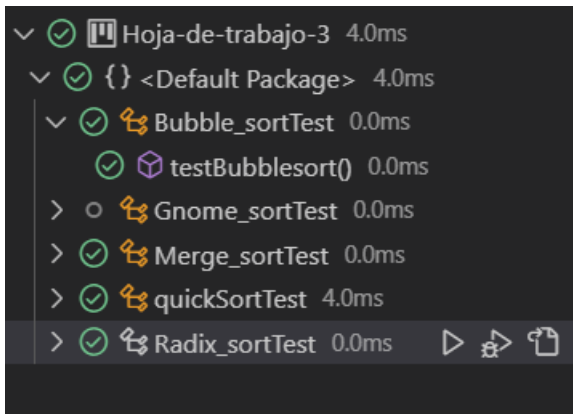 Hoja-de-trabajo-3 4.0ms
{} <Default Package> 4.0ms
Bubble_sortTest 0.0ms
testBubblesort() 0.0ms
Gnome_sortTest 0.0ms
Merge_sortTest 0.0ms
quickSortTest 4.0ms
Radix_sortTest 0.0ms